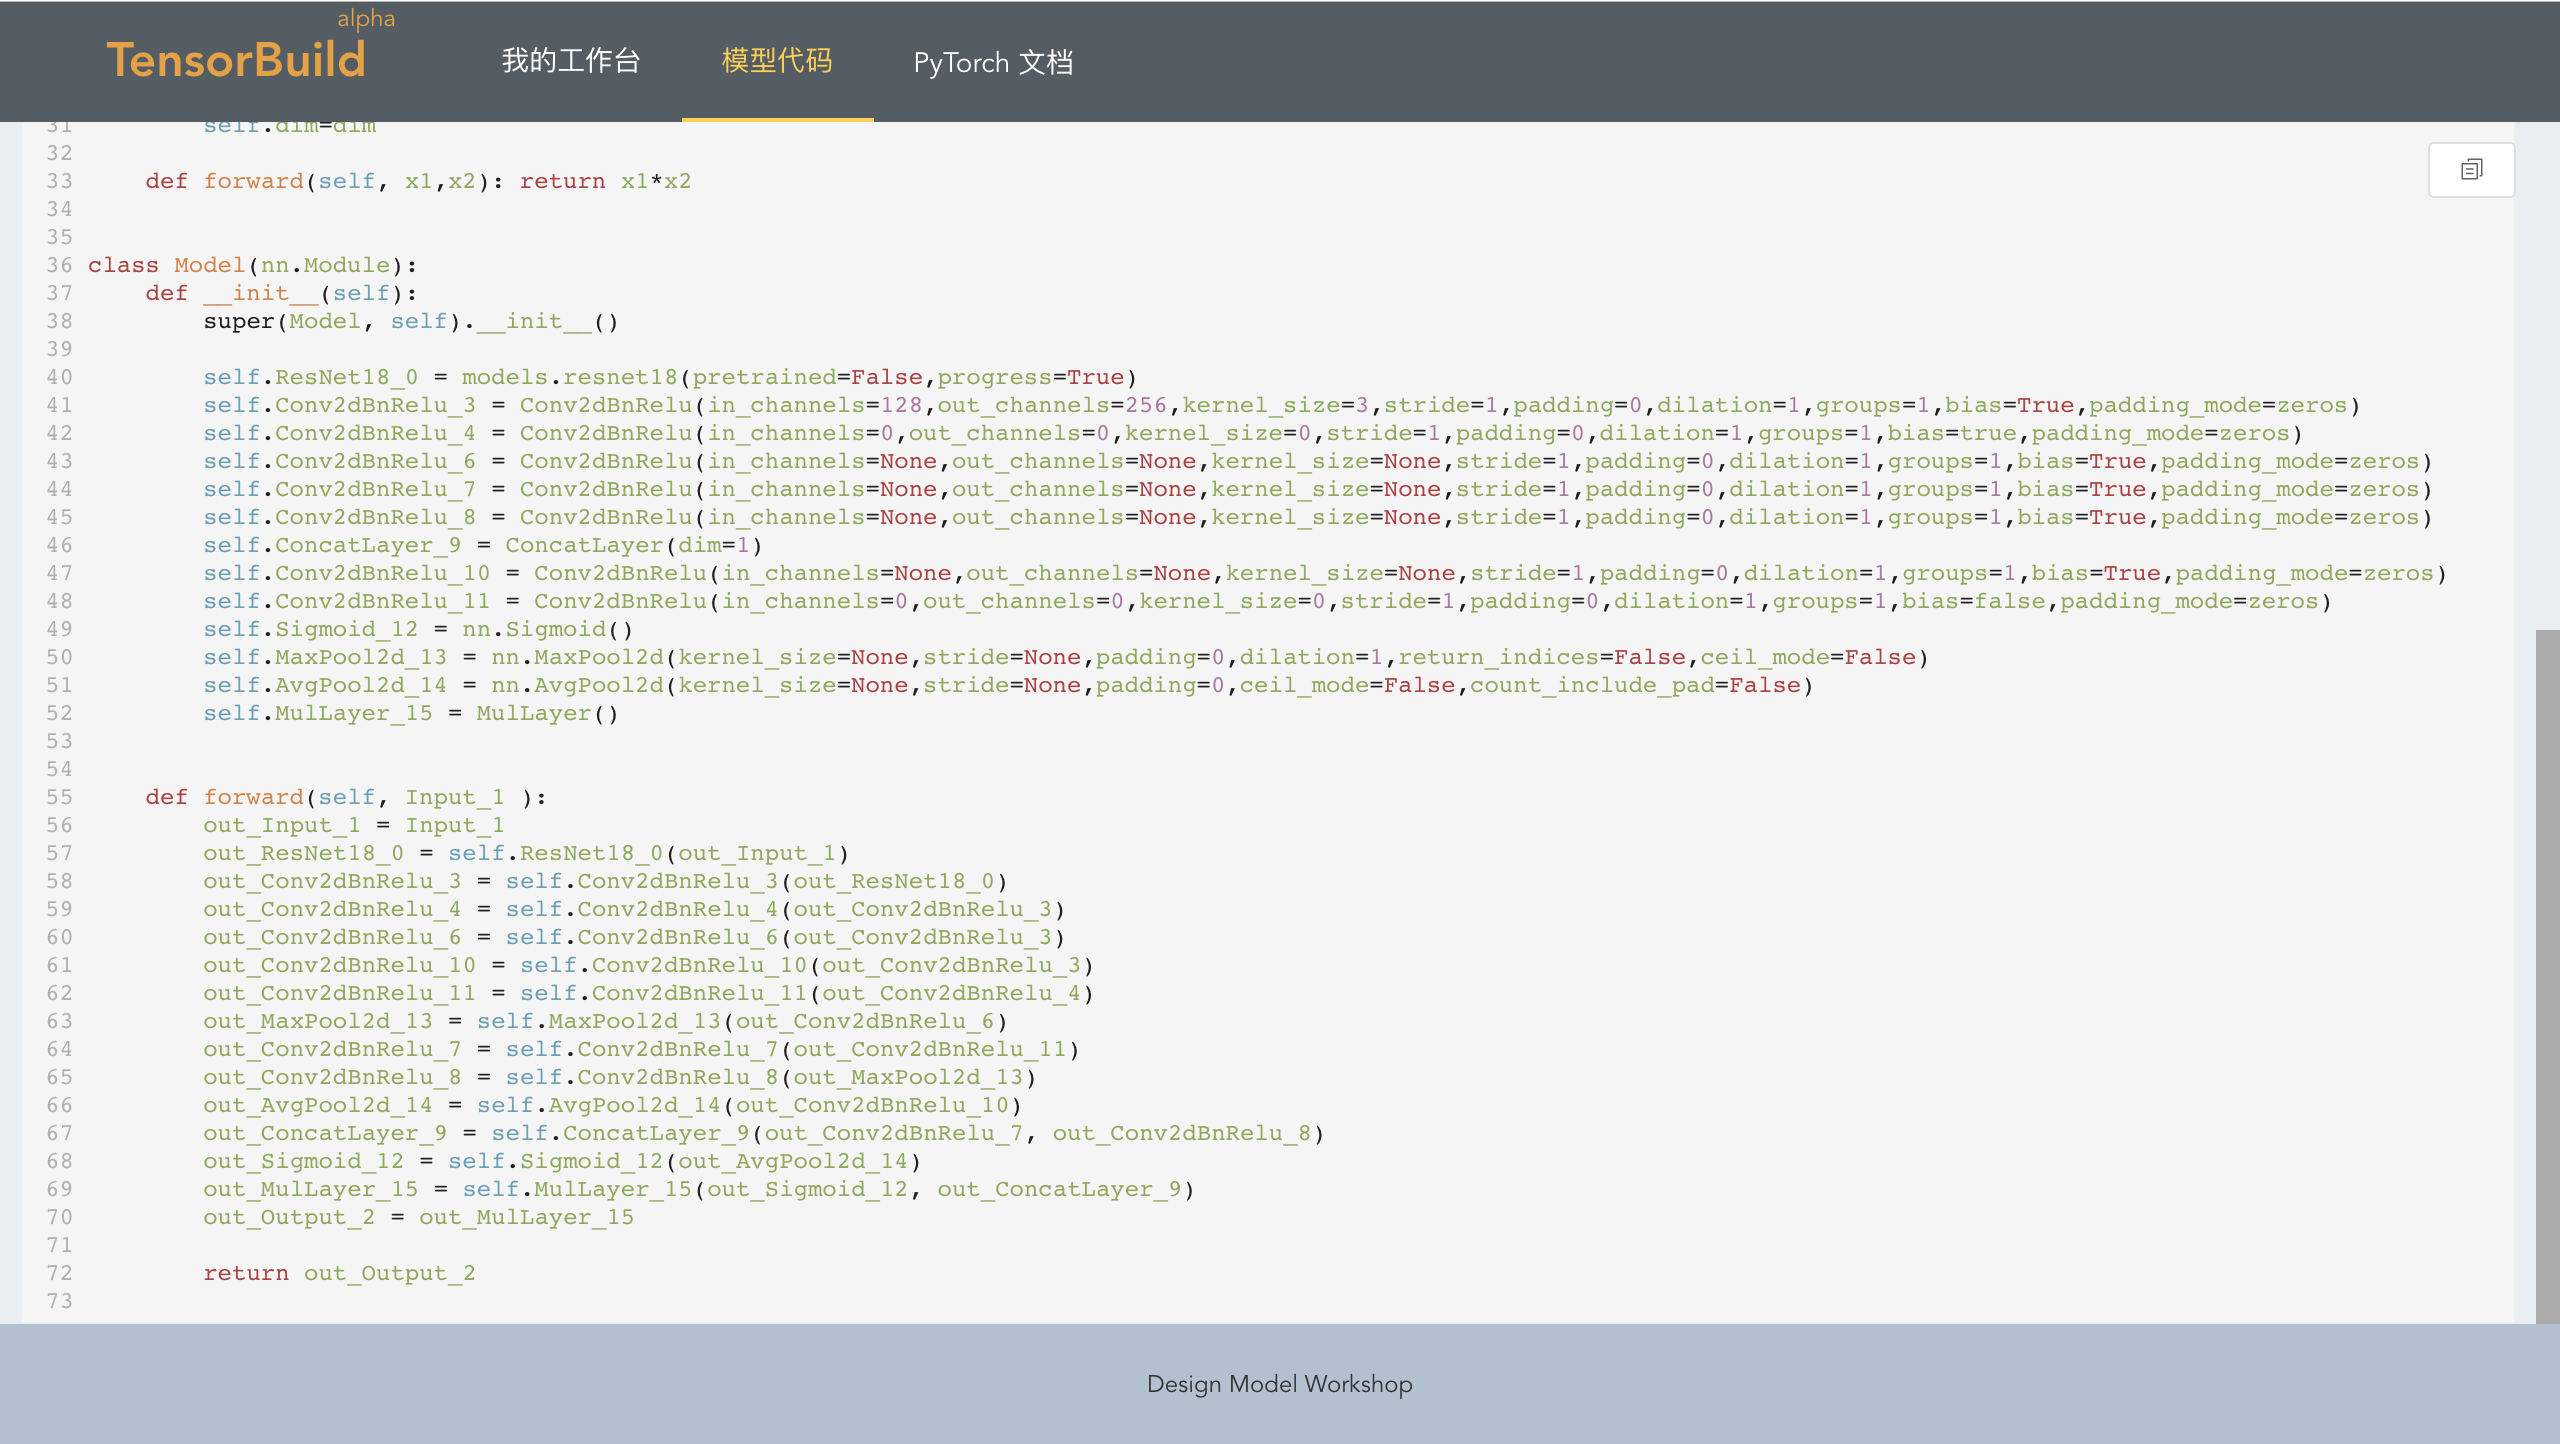 alpha
TensorBuild
我的工作台
模型代码
PyTorch 文档
31         self.dim=dim
32
33     def forward(self, x1,x2): return x1*x2
34
35
36 class Model(nn.Module):
37     def __init__(self):
38         super(Model, self).__init__()
39
40         self.ResNet18_0 = models.resnet18(pretrained=False,progress=True)
41         self.Conv2dBnRelu_3 = Conv2dBnRelu(in_channels=128,out_channels=256,kernel_size=3,stride=1,padding=0,dilation=1,groups=1,bias=True,padding_mode=zeros)
42         self.Conv2dBnRelu_4 = Conv2dBnRelu(in_channels=0,out_channels=0,kernel_size=0,stride=1,padding=0,dilation=1,groups=1,bias=true,padding_mode=zeros)
43         self.Conv2dBnRelu_6 = Conv2dBnRelu(in_channels=None,out_channels=None,kernel_size=None,stride=1,padding=0,dilation=1,groups=1,bias=True,padding_mode=zeros)
44         self.Conv2dBnRelu_7 = Conv2dBnRelu(in_channels=None,out_channels=None,kernel_size=None,stride=1,padding=0,dilation=1,groups=1,bias=True,padding_mode=zeros)
45         self.Conv2dBnRelu_8 = Conv2dBnRelu(in_channels=None,out_channels=None,kernel_size=None,stride=1,padding=0,dilation=1,groups=1,bias=True,padding_mode=zeros)
46         self.ConcatLayer_9 = ConcatLayer(dim=1)
47         self.Conv2dBnRelu_10 = Conv2dBnRelu(in_channels=None,out_channels=None,kernel_size=None,stride=1,padding=0,dilation=1,groups=1,bias=True,padding_mode=zeros)
48         self.Conv2dBnRelu_11 = Conv2dBnRelu(in_channels=0,out_channels=0,kernel_size=0,stride=1,padding=0,dilation=1,groups=1,bias=false,padding_mode=zeros)
49         self.Sigmoid_12 = nn.Sigmoid()
50         self.MaxPool2d_13 = nn.MaxPool2d(kernel_size=None,stride=None,padding=0,dilation=1,return_indices=False,ceil_mode=False)
51         self.AvgPool2d_14 = nn.AvgPool2d(kernel_size=None,stride=None,padding=0,ceil_mode=False,count_include_pad=False)
52         self.MulLayer_15 = MulLayer()
53
54
55     def forward(self, Input_1 ):
56         out_Input_1 = Input_1
57         out_ResNet18_0 = self.ResNet18_0(out_Input_1)
58         out_Conv2dBnRelu_3 = self.Conv2dBnRelu_3(out_ResNet18_0)
59         out_Conv2dBnRelu_4 = self.Conv2dBnRelu_4(out_Conv2dBnRelu_3)
60         out_Conv2dBnRelu_6 = self.Conv2dBnRelu_6(out_Conv2dBnRelu_3)
61         out_Conv2dBnRelu_10 = self.Conv2dBnRelu_10(out_Conv2dBnRelu_3)
62         out_Conv2dBnRelu_11 = self.Conv2dBnRelu_11(out_Conv2dBnRelu_4)
63         out_MaxPool2d_13 = self.MaxPool2d_13(out_Conv2dBnRelu_6)
64         out_Conv2dBnRelu_7 = self.Conv2dBnRelu_7(out_Conv2dBnRelu_11)
65         out_Conv2dBnRelu_8 = self.Conv2dBnRelu_8(out_MaxPool2d_13)
66         out_AvgPool2d_14 = self.AvgPool2d_14(out_Conv2dBnRelu_10)
67         out_ConcatLayer_9 = self.ConcatLayer_9(out_Conv2dBnRelu_7, out_Conv2dBnRelu_8)
68         out_Sigmoid_12 = self.Sigmoid_12(out_AvgPool2d_14)
69         out_MulLayer_15 = self.MulLayer_15(out_Sigmoid_12, out_ConcatLayer_9)
70         out_Output_2 = out_MulLayer_15
71
72         return out_Output_2
73
Design Model Workshop